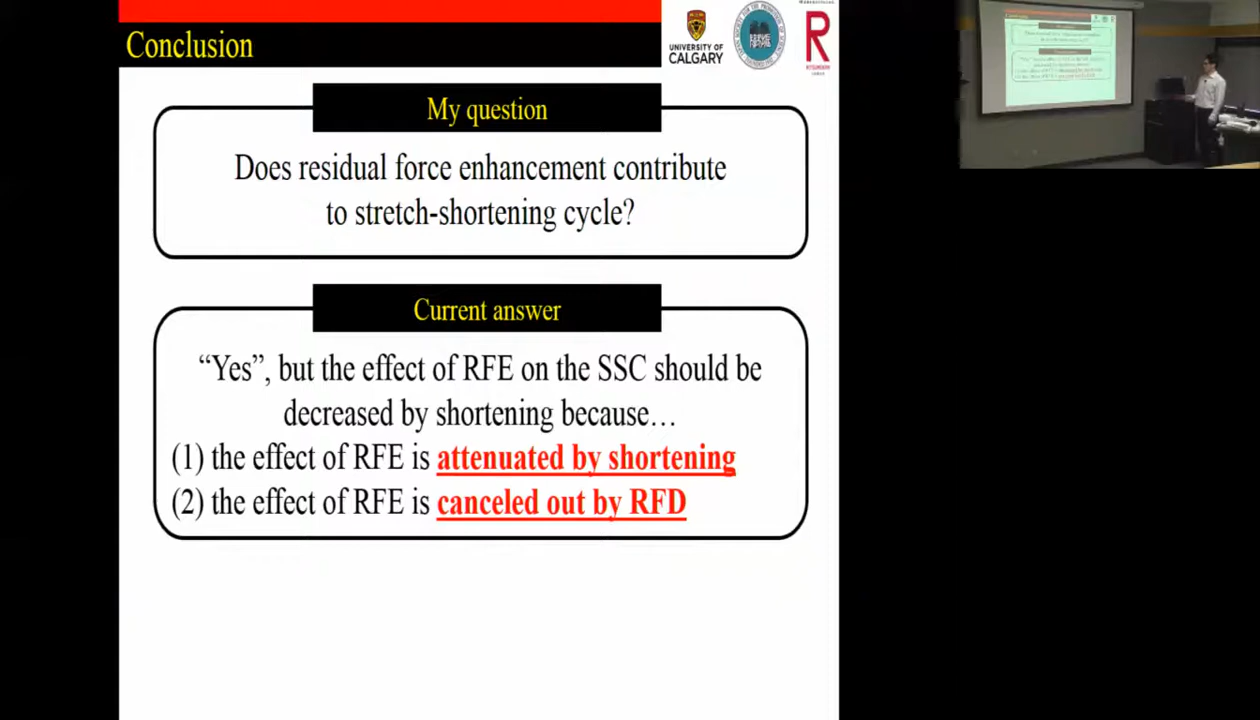 Conclusion
UNIVERSITY OF
CALGARY
R
RITSUMEIKAN
My question
Does residual force enhancement contribute
to stretch-shortening cycle?
Current answer
“Yes”, but the effect of RFE on the SSC should be
decreased by shortening because…
(1) the effect of RFE is attenuated by shortening
(2) the effect of RFE is canceled out by RFD